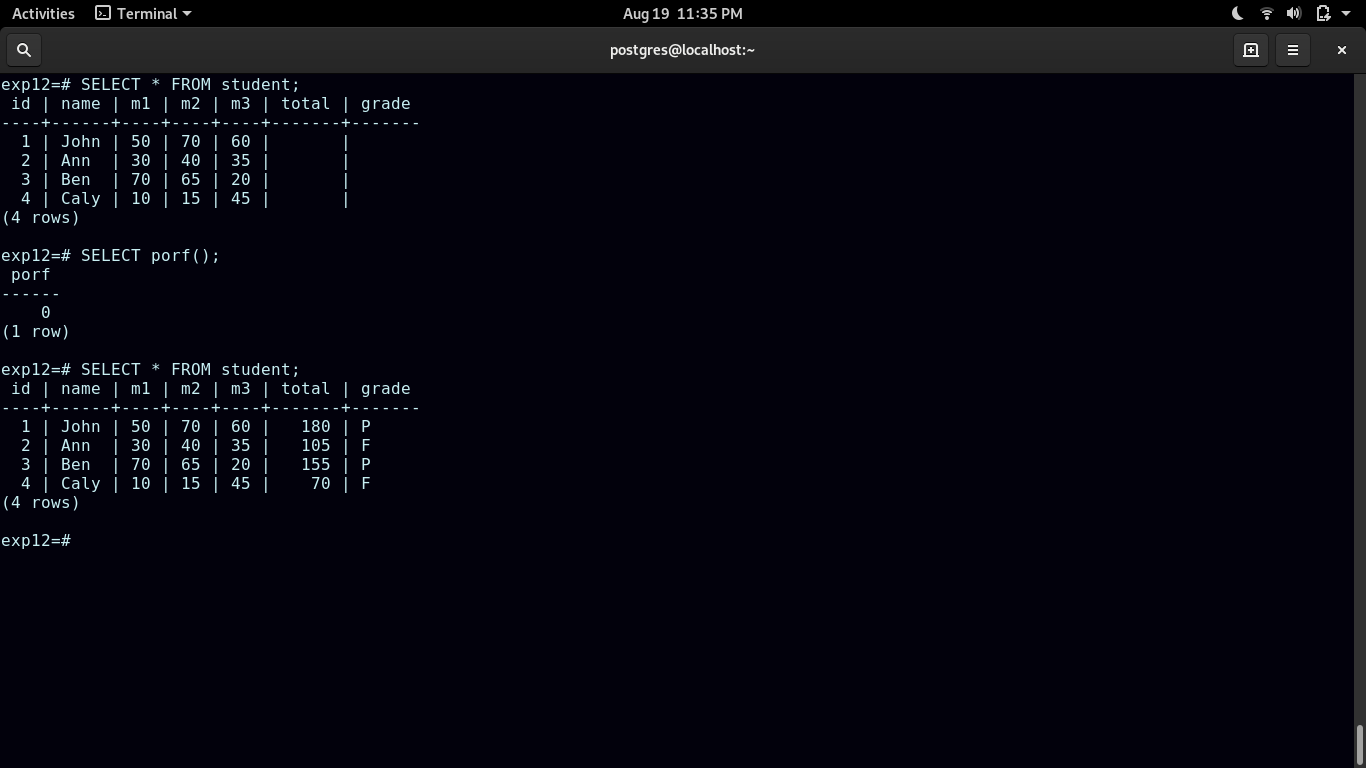 Activities Terminal Aug 19 11:35 PM
postgres@localhost:~
exp12=# SELECT * FROM student;
 id | name | m1 | m2 | m3 | total | grade
----+------+----+----+----+-------+-------
  1 | John | 50 | 70 | 60 |       |
  2 | Ann  | 30 | 40 | 35 |       |
  3 | Ben  | 70 | 65 | 20 |       |
  4 | Caly | 10 | 15 | 45 |       |
(4 rows)
exp12=# SELECT porf();
 porf
------
    0
(1 row)
exp12=# SELECT * FROM student;
 id | name | m1 | m2 | m3 | total | grade
----+------+----+----+----+-------+-------
  1 | John | 50 | 70 | 60 |   180 | P
  2 | Ann  | 30 | 40 | 35 |   105 | F
  3 | Ben  | 70 | 65 | 20 |   155 | P
  4 | Caly | 10 | 15 | 45 |    70 | F
(4 rows)
exp12=#